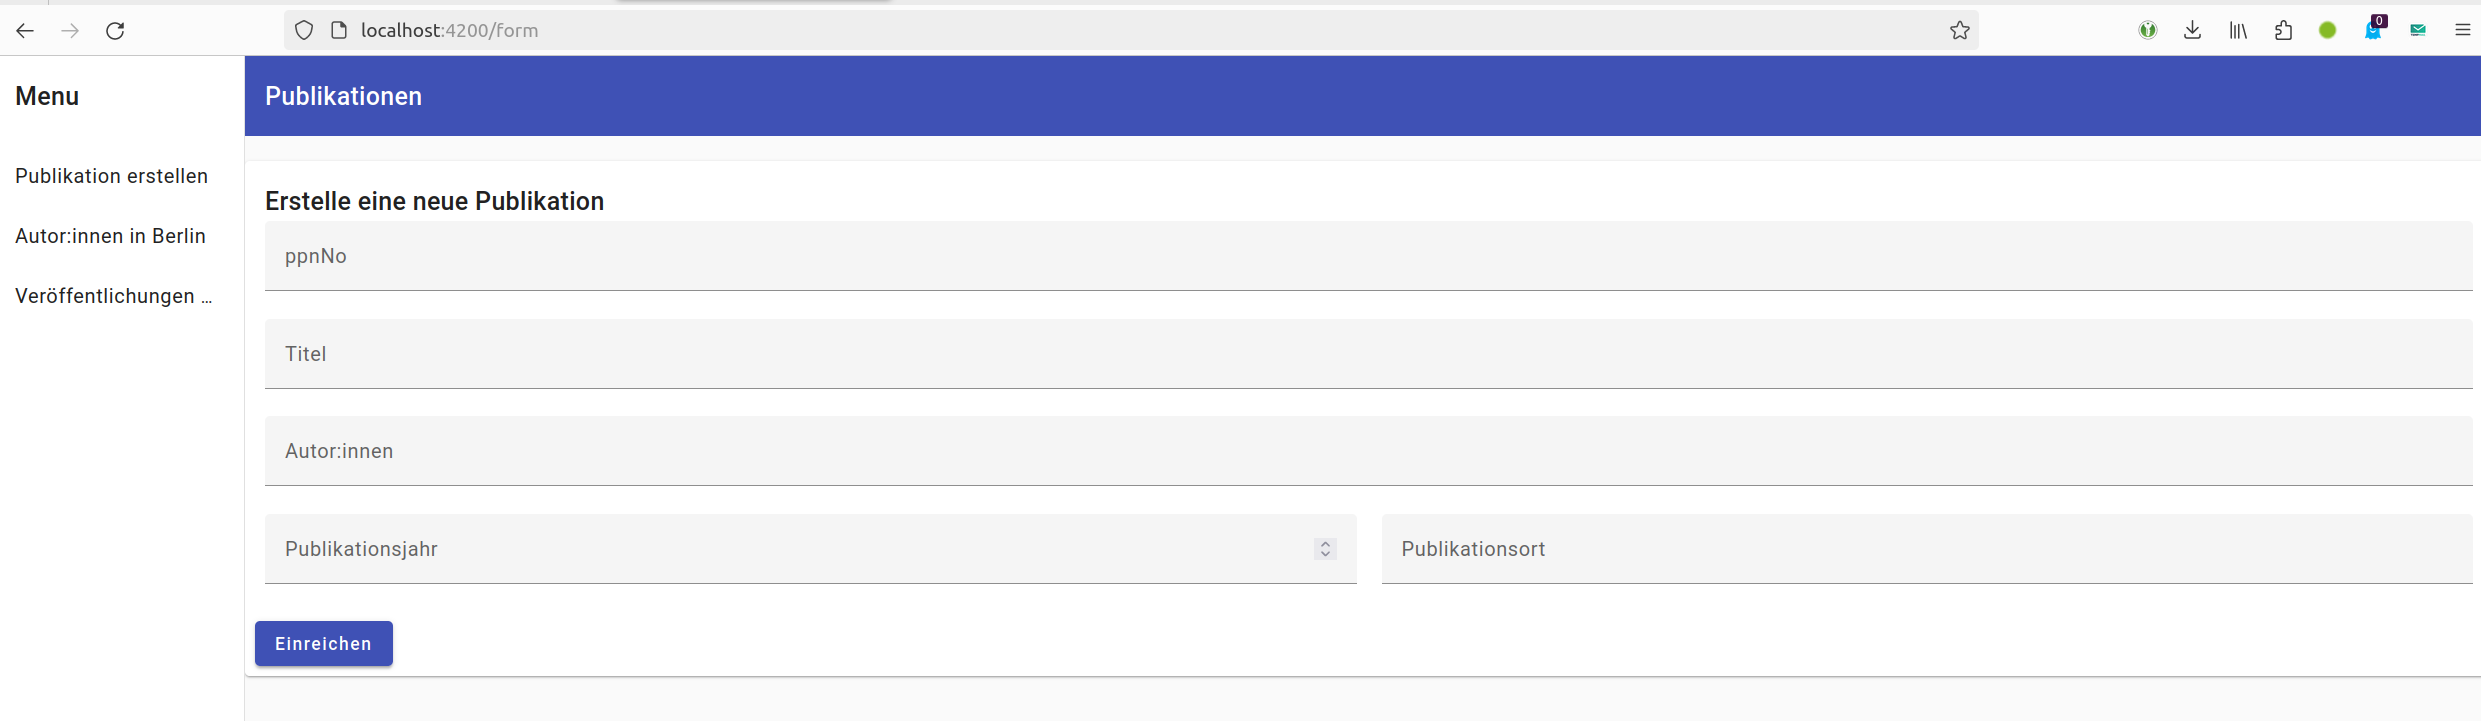 localhost:4200/form
0
Menu
Publikationen
Publikation erstellen
Autor:innen in Berlin
Veröffentlichungen ...
Erstelle eine neue Publikation
ppnNo
Titel
Autor:innen
Publikationsjahr
Publikationsort
Einreichen